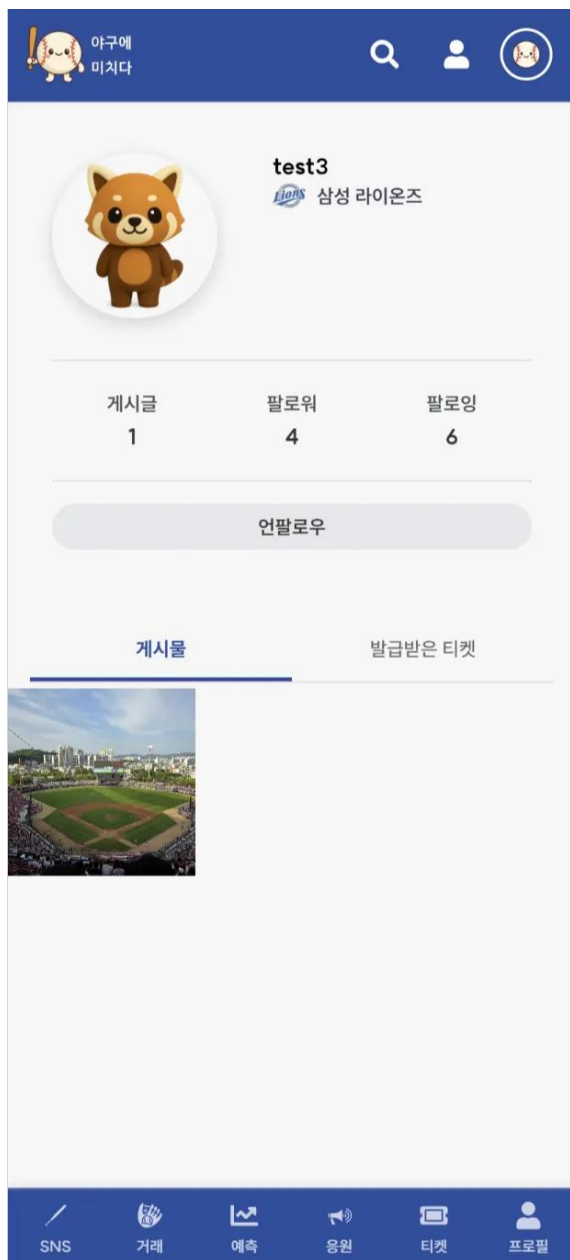 야구에
미치다
test3
Lions 삼성 라이온즈
게시글 팔로워 팔로잉
1 4 6
언팔로우
게시물 발급받은 티켓
SNS 거래 예측 응원 티켓 프로필